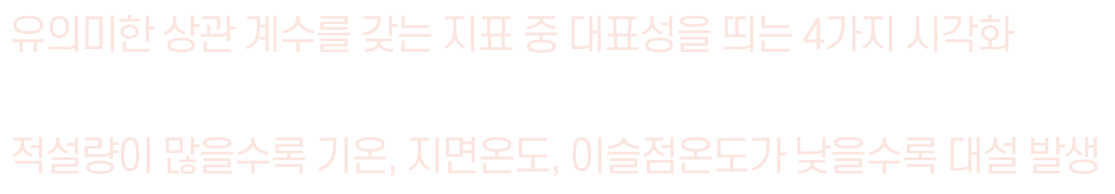 유의미한 상관 계수를 갖는 지표 중 대표성을 띄는 4가지 시각화
적설량이 많을수록 기온, 지면온도, 이슬점온도가 낮을수록 대설 발생